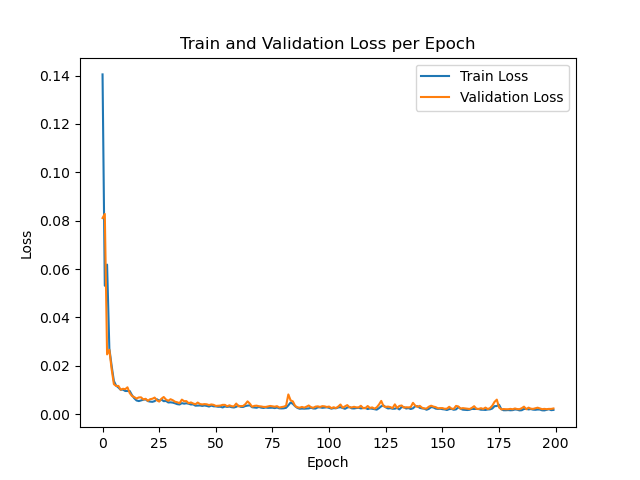 Train and Validation Loss per Epoch
Train Loss
Validation Loss
Loss
0.14
0.12
0.10
0.08
0.06
0.04
0.02
0.00
0 25 50 75 100 125 150 175 200
Epoch